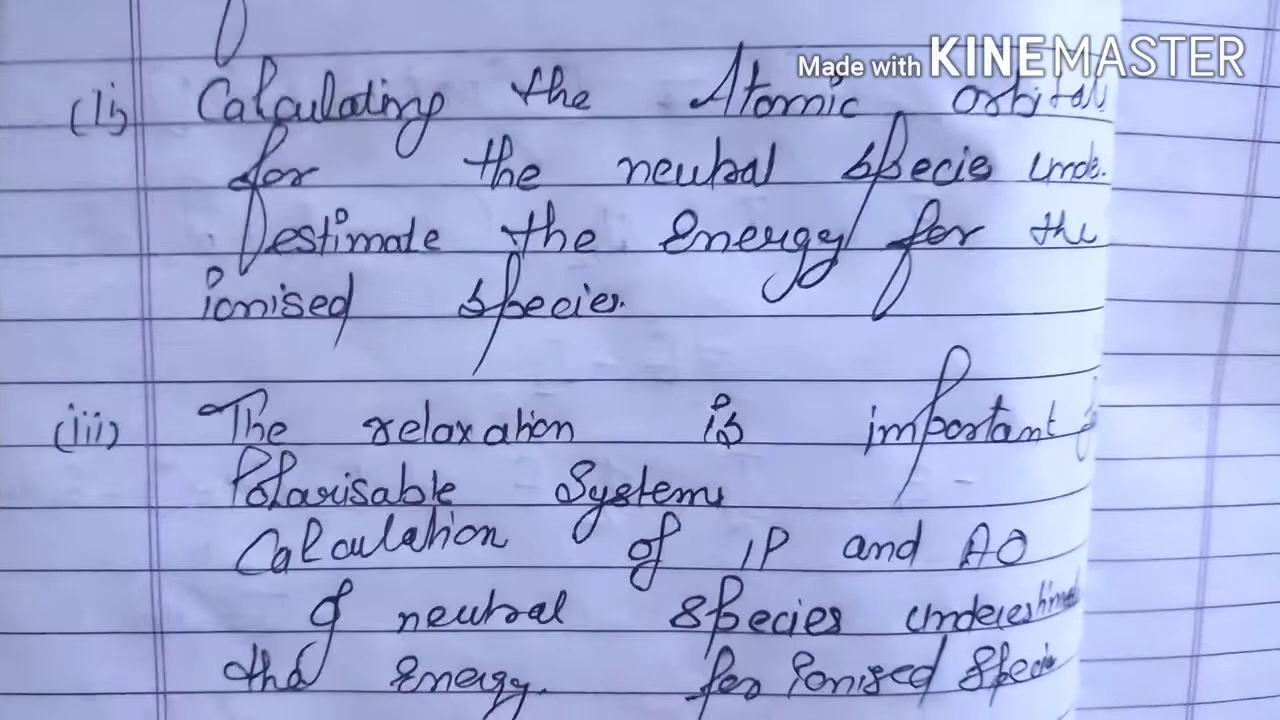 Made with KINEMASTER
(ii) Calculating the Atomic orbital
for the neutral species unde.
estimate the Energy for the
ionised species.
(iii) The relaxation is important
Polarisable Systems
Calculation of IP and AO
of neutral species underestimate
the Energy. for ionised Specie